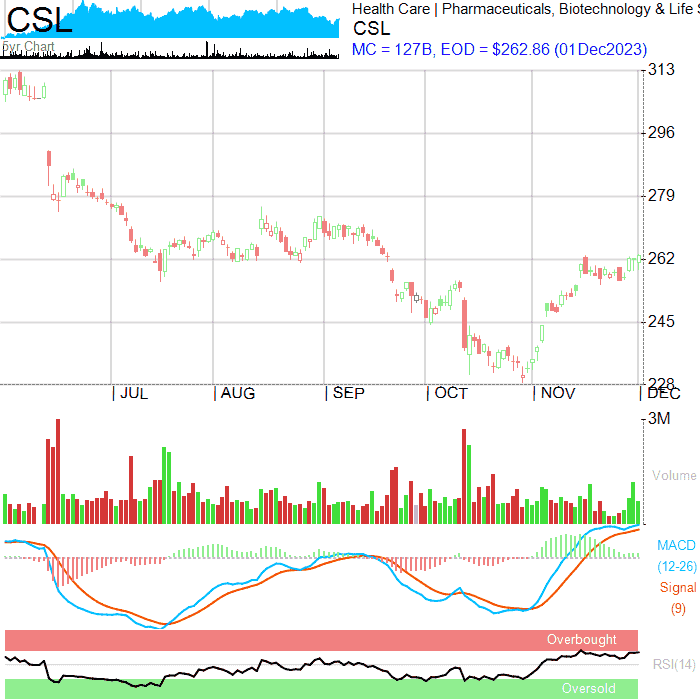 CSL
5yr Chart
Health Care | Pharmaceuticals, Biotechnology & Life S
CSL
MC = 127B, EOD = $262.86 (01Dec2023)
313
296
279
262
245
228
JUL AUG SEP OCT NOV DEC
3M
Volume
MACD
(12-26)
Signal
(9)
Overbought
RSI(14)
Oversold